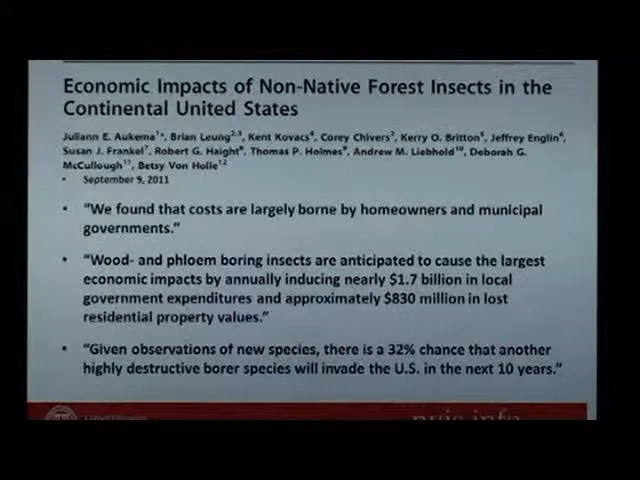 Economic Impacts of Non-Native Forest Insects in the
Continental United States
Juliann E. Aukema¹*, Brian Leung²,³, Kent Kovacs⁴, Corey Chivers², Kerry O. Britton⁵, Jeffrey Englin⁶,
Susan J. Frankel⁷, Robert G. Haight⁸, Thomas P. Holmes⁹, Andrew M. Liebhold¹⁰, Deborah G.
McCullough¹¹, Betsy Von Holle¹²
• September 9, 2011
• "We found that costs are largely borne by homeowners and municipal
governments."
• "Wood- and phloem boring insects are anticipated to cause the largest
economic impacts by annually inducing nearly $1.7 billion in local
government expenditures and approximately $830 million in lost
residential property values."
• "Given observations of new species, there is a 32% chance that another
highly destructive borer species will invade the U.S. in the next 10 years."
nyis.info